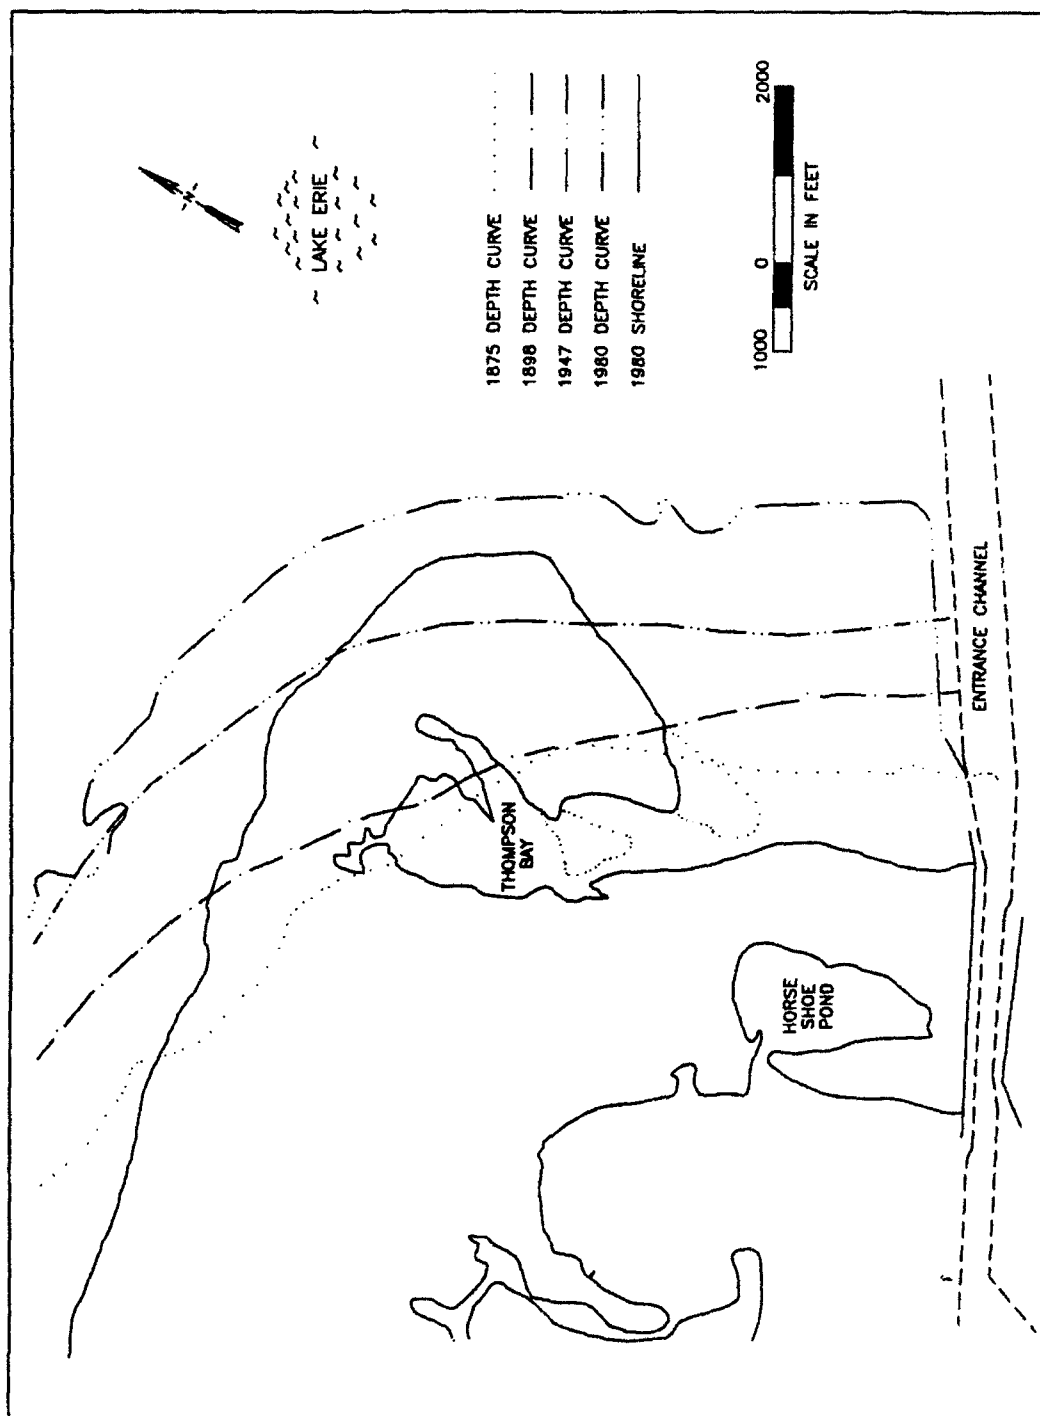 N
LAKE ERIE
1875 DEPTH CURVE
1898 DEPTH CURVE
1947 DEPTH CURVE
1980 DEPTH CURVE
1980 SHORELINE
1000 0 2000
SCALE IN FEET
THOMPSON
BAY
HORSE
SHOE
POND
ENTRANCE CHANNEL